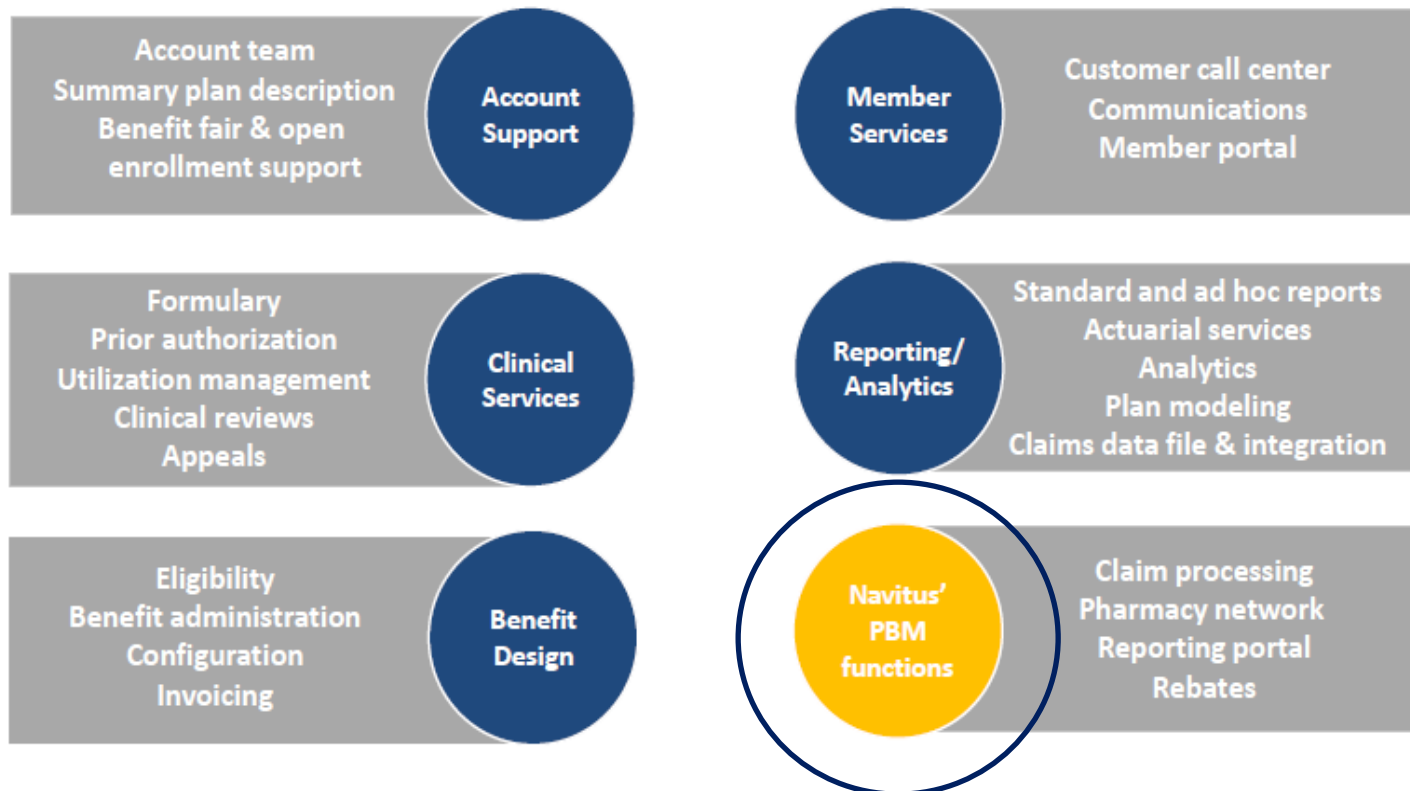 Account team
Summary plan description
Benefit fair & open
enrollment support
Account
Support
Member
Services
Customer call center
Communications
Member portal
Formulary
Prior authorization
Utilization management
Clinical reviews
Appeals
Clinical
Services
Reporting/
Analytics
Standard and ad hoc reports
Actuarial services
Analytics
Plan modeling
Claims data file & integration
Eligibility
Benefit administration
Configuration
Invoicing
Benefit
Design
Navitus’
PBM
functions
Claim processing
Pharmacy network
Reporting portal
Rebates